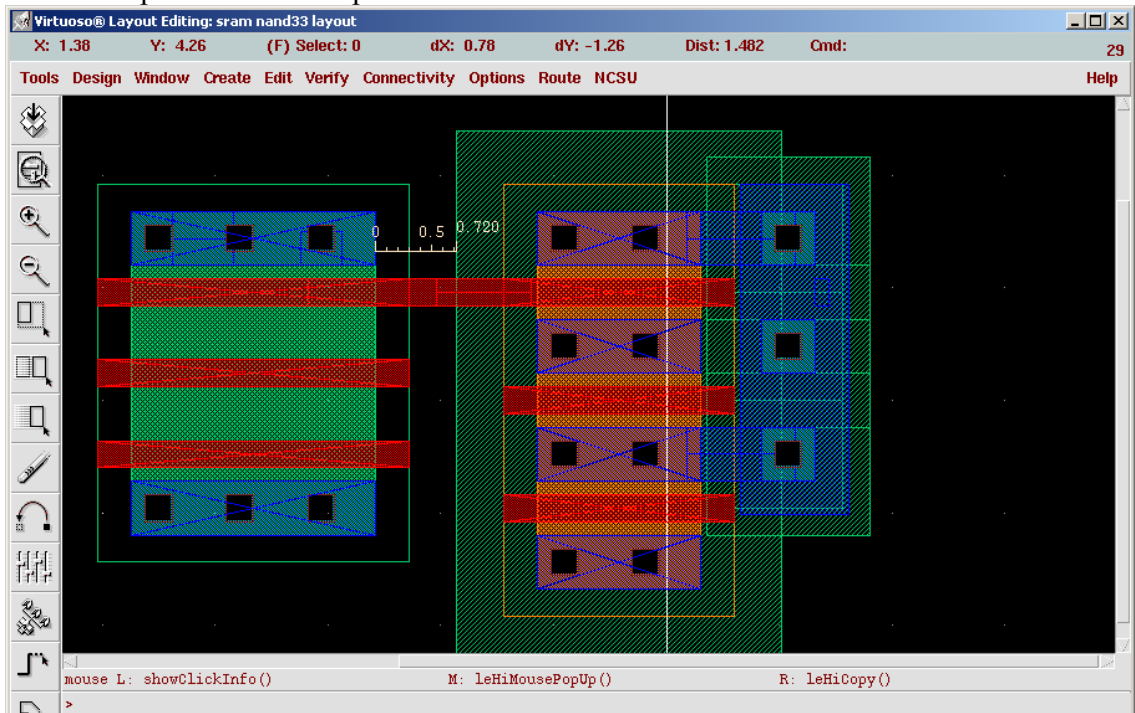 Virtuoso® Layout Editing: sram nand33 layout
X: 1.38 Y: 4.26 (F) Select: 0 dX: 0.78 dY: -1.26 Dist: 1.482 Cmd:
29
Tools Design Window Create Edit Verify Connectivity Options Route NCSU Help
0 0.5 0.720
mouse L: showClickInfo() M: leHiMousePopUp() R: leHiCopy()
>